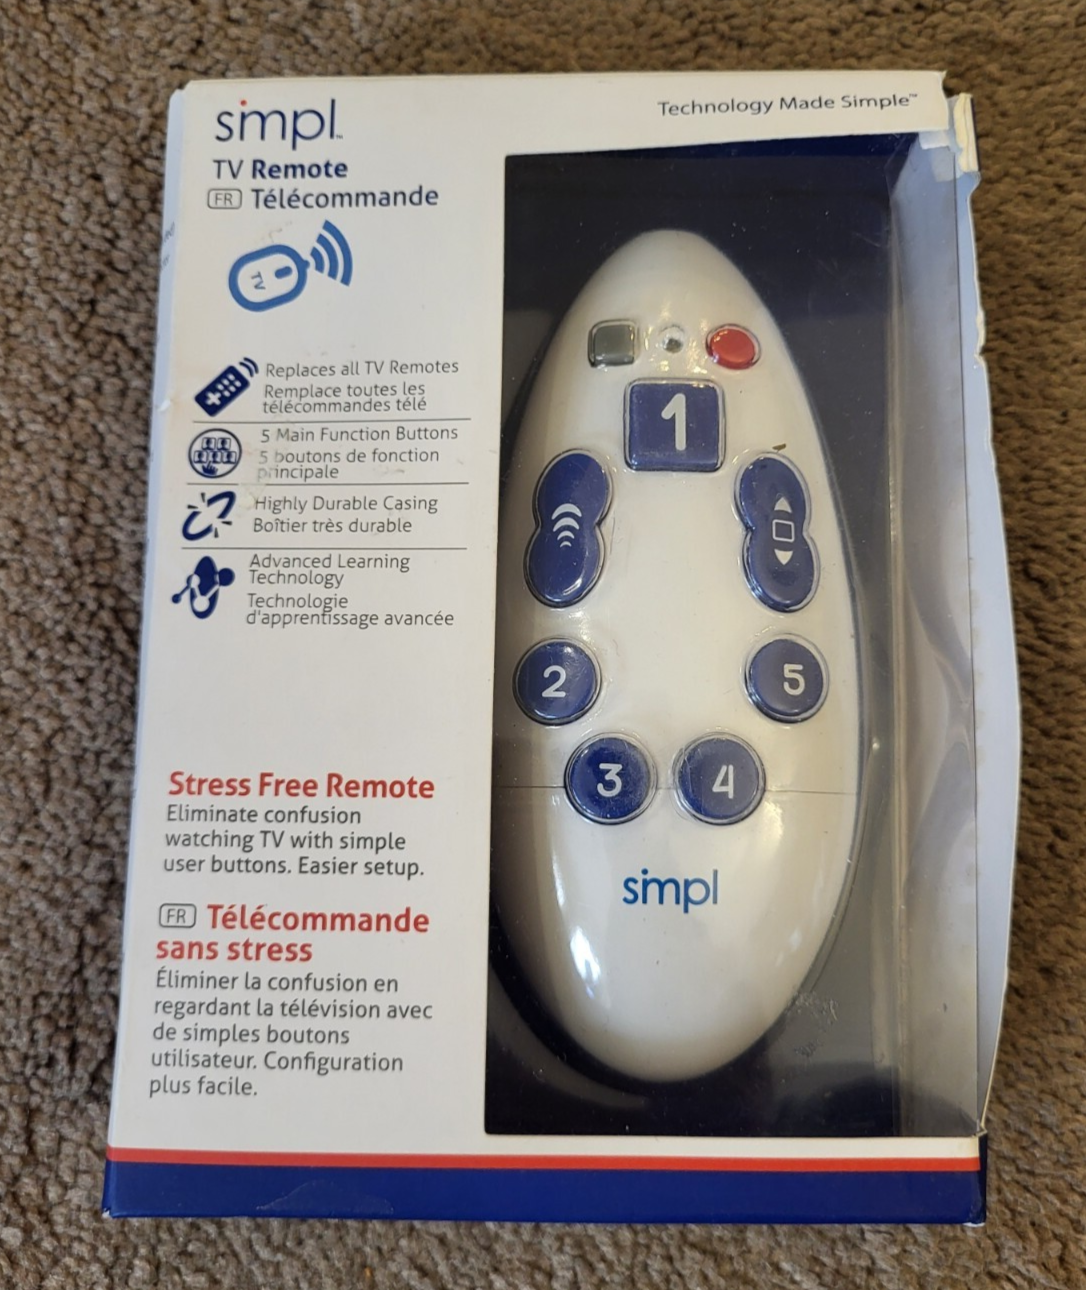 simpl™
Technology Made Simple™
TV Remote
FR Télécommande
TV
Replaces all TV Remotes
Remplace toutes les
télécommandes télé
5 Main Function Buttons
5 boutons de fonction
principale
Highly Durable Casing
Boîtier très durable
Advanced Learning
Technology
Technologie
d'apprentissage avancée
Stress Free Remote
Eliminate confusion
watching TV with simple
user buttons. Easier setup.
FR Télécommande
sans stress
Éliminer la confusion en
regardant la télévision avec
de simples boutons
utilisateur. Configuration
plus facile.
1
2
5
3
4
simpl